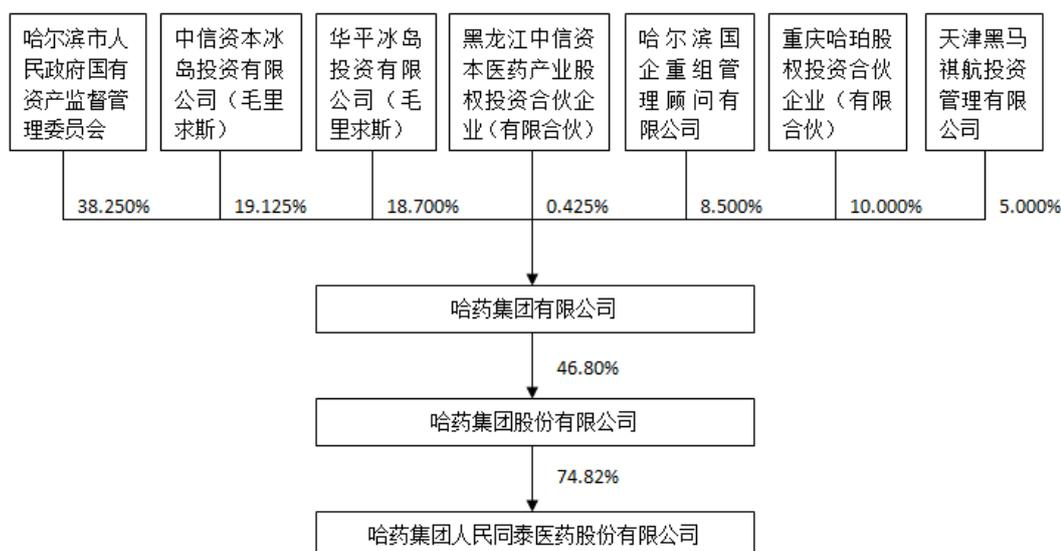 哈尔滨市人
民政府国有
资产监督管
理委员会
中信资本冰
岛投资有限
公司（毛里
求斯）
华平冰岛
投资有限
公司（毛
里求斯）
黑龙江中信资
本医药产业股
权投资合伙企
业（有限合伙）
哈尔滨国
企重组管
理顾问有
限公司
重庆哈珀股
权投资合伙
企业（有限
合伙）
天津黑马
祺航投资
管理有限
公司
38.250%
19.125%
18.700%
0.425%
8.500%
10.000%
5.000%
哈药集团有限公司
46.80%
哈药集团股份有限公司
74.82%
哈药集团人民同泰医药股份有限公司